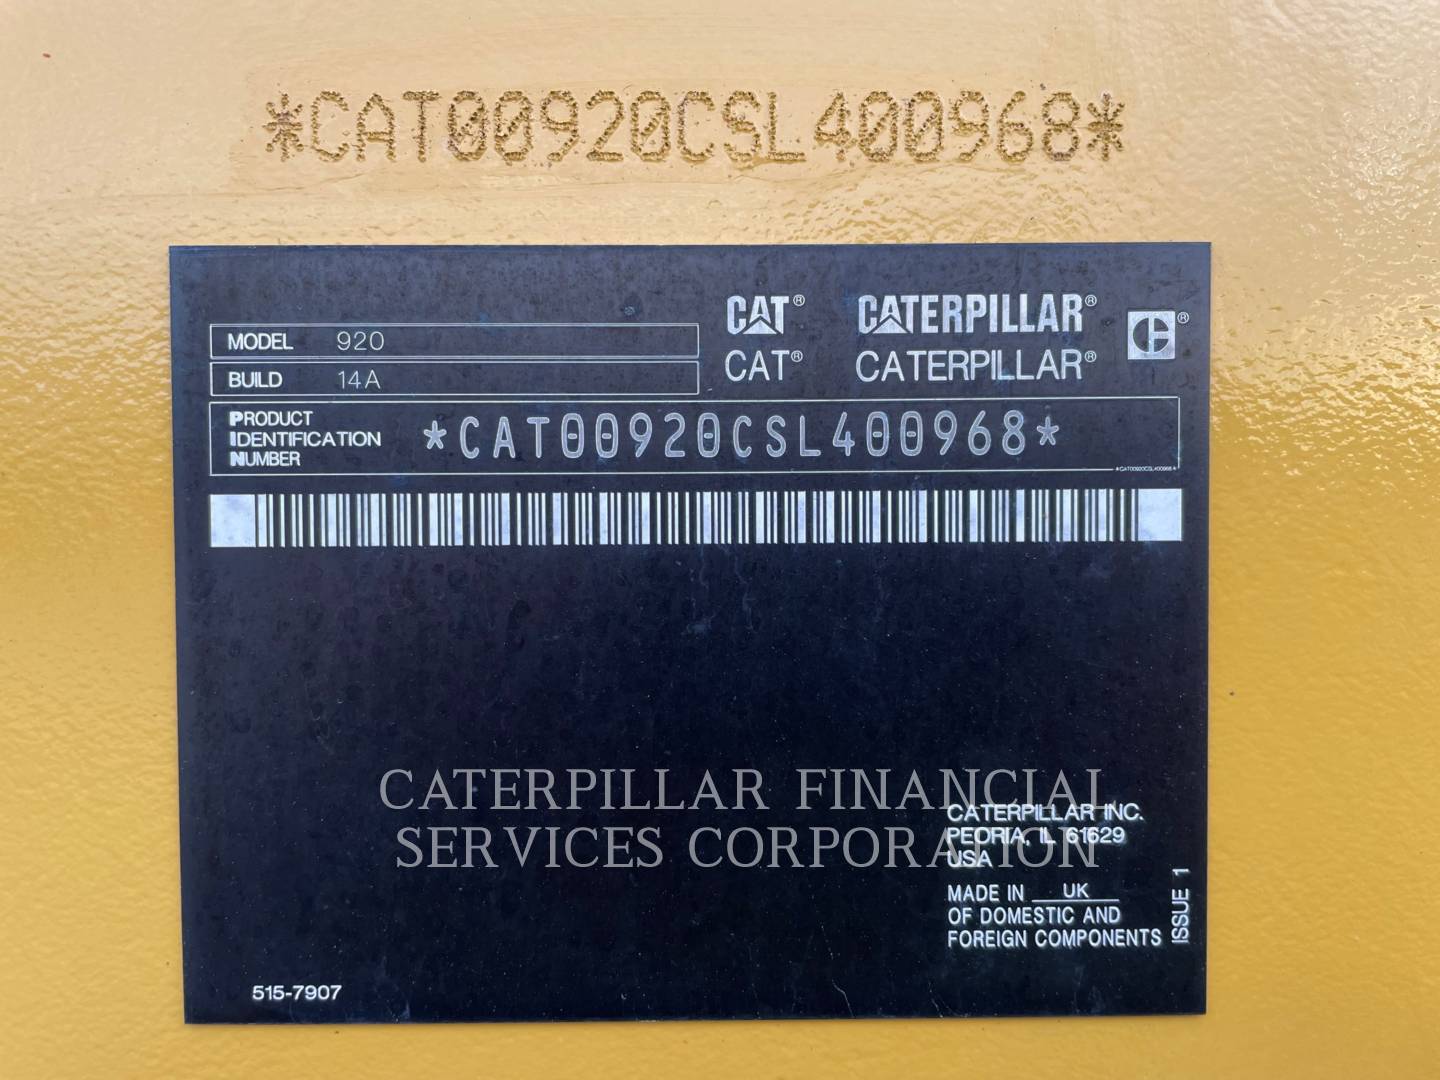 *CAT00920CSL400968*
CAT® CATERPILLAR® ®
MODEL 920
CAT® CATERPILLAR®
BUILD 14A
PRODUCT
IDENTIFICATION
NUMBER
*CAT00920CSL400968*
*CAT00920CSL400968*
CATERPILLAR FINANCIAL
SERVICES CORPORATION
CATERPILLAR INC.
PEORIA, IL 61629
USA
MADE IN UK
OF DOMESTIC AND
FOREIGN COMPONENTS
ISSUE 1
515-7907